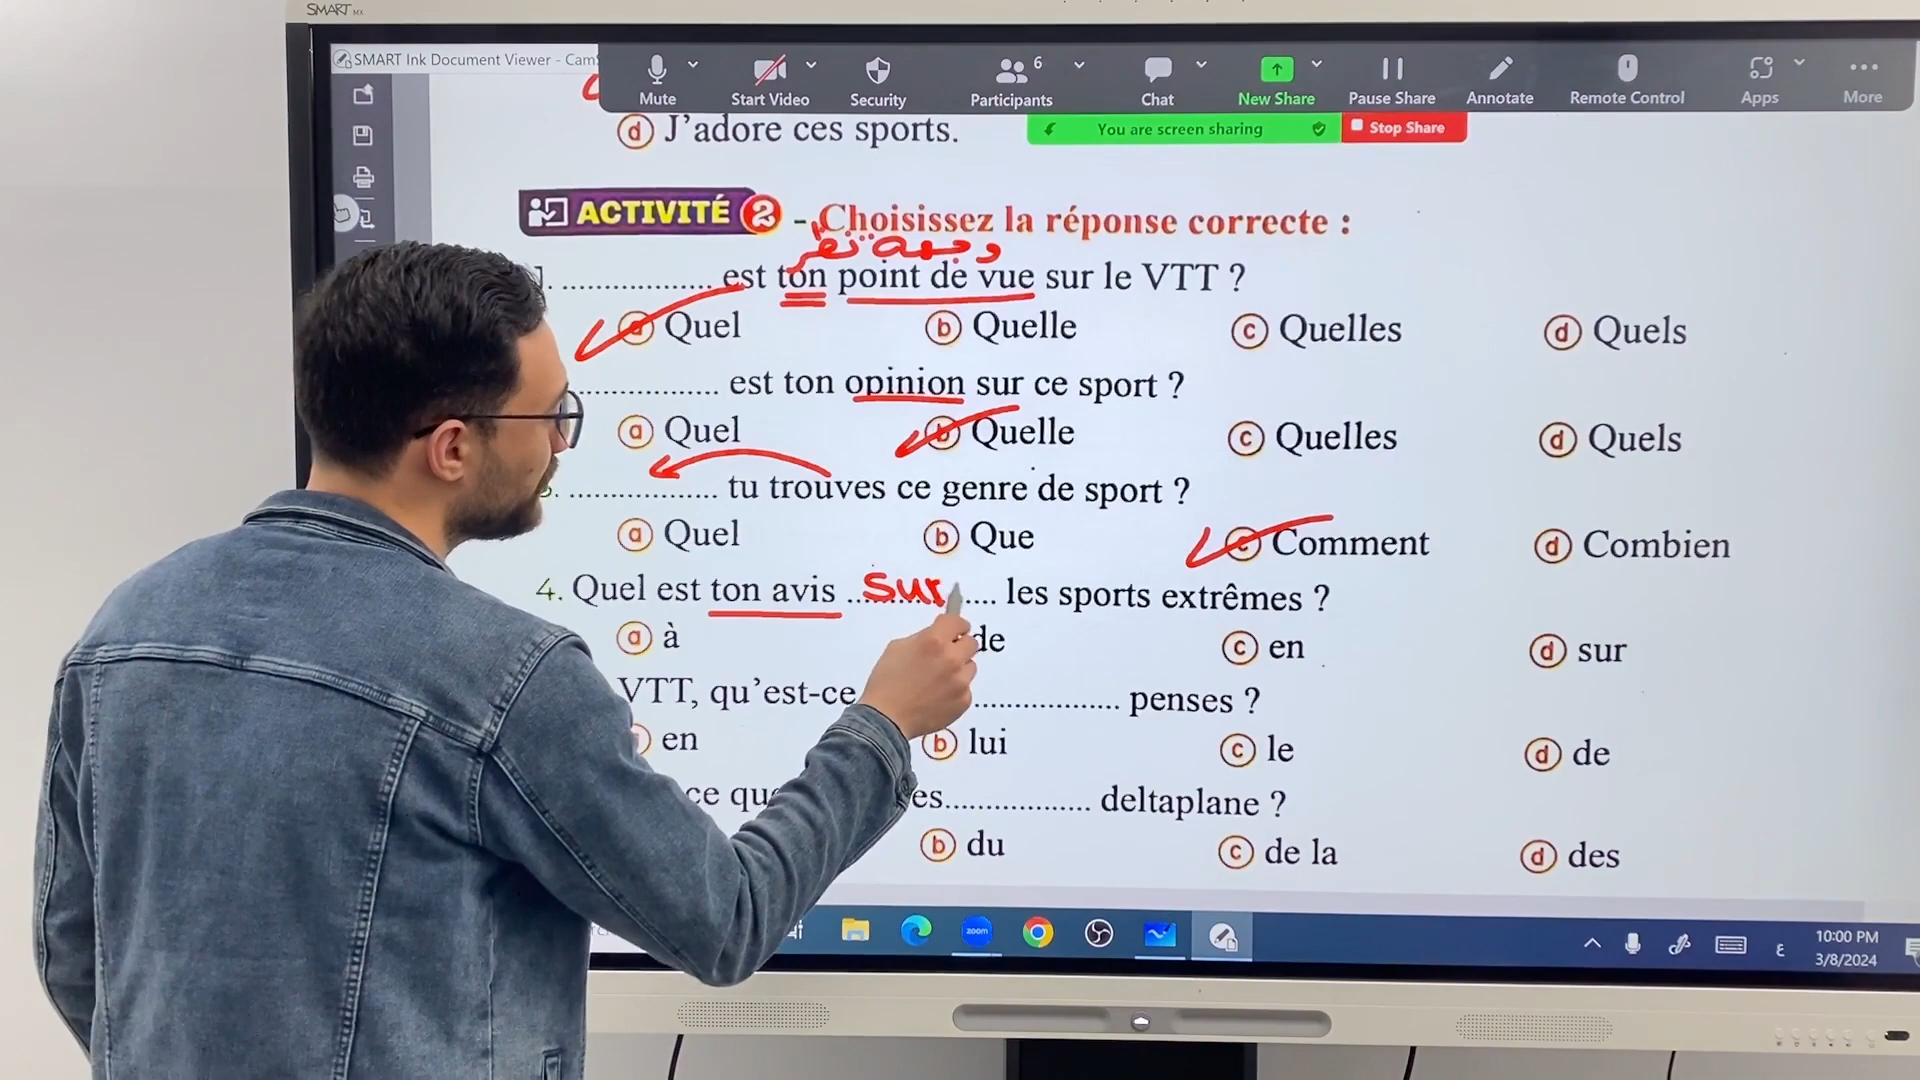 SMART MX
SMART Ink Document Viewer - Cam
Mute
Start Video
Security
Participants 6
Chat
New Share
Pause Share
Annotate
Remote Control
Apps
More
You are screen sharing
Stop Share
d J'adore ces sports.
ACTIVITÉ 2 - Choisissez la réponse correcte :
وجهة نظر
1. .................. est ton point de vue sur le VTT ?
a Quel b Quelle c Quelles d Quels
.................. est ton opinion sur ce sport ?
a Quel b Quelle c Quelles d Quels
3. .................. tu trouves ce genre de sport ?
a Quel b Que c Comment d Combien
4. Quel est ton avis ... sur ... les sports extrêmes ?
a à de c en d sur
VTT, qu'est-ce .................. penses ?
en b lui c le d de
ce que es.................. deltaplane ?
b du c de la d des
zoom
ع
10:00 PM
3/8/2024